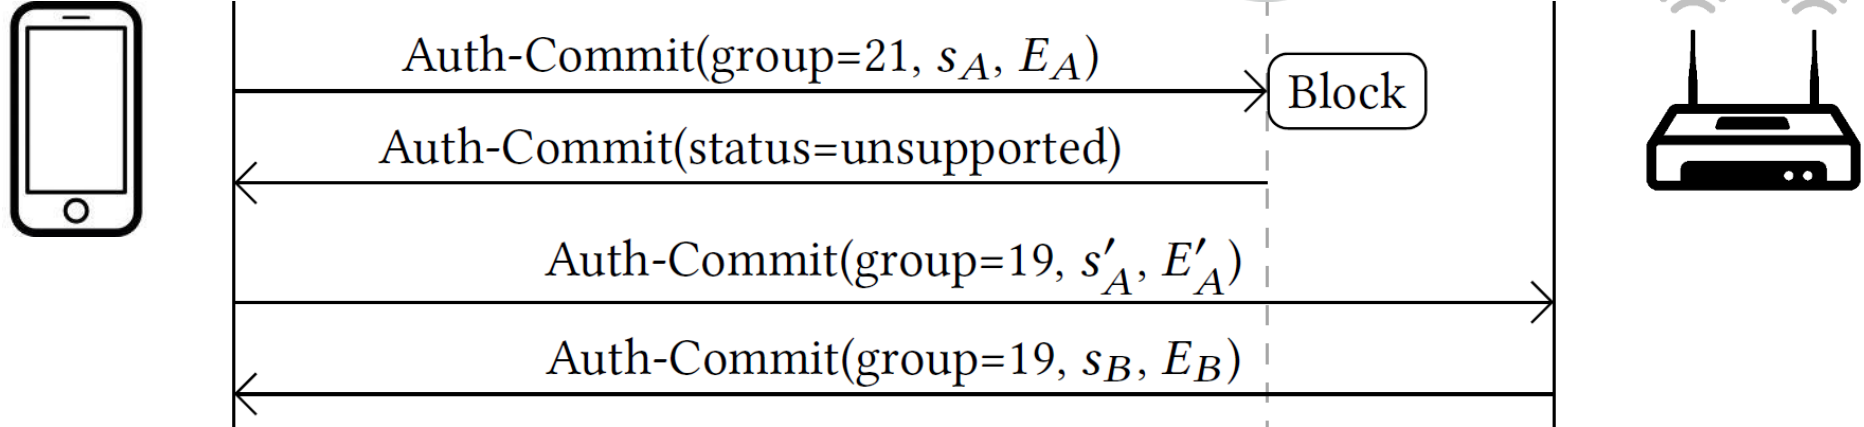 Auth-Commit(group=21, s_A, E_A)
Block
Auth-Commit(status=unsupported)
Auth-Commit(group=19, s′_A, E′_A)
Auth-Commit(group=19, s_B, E_B)